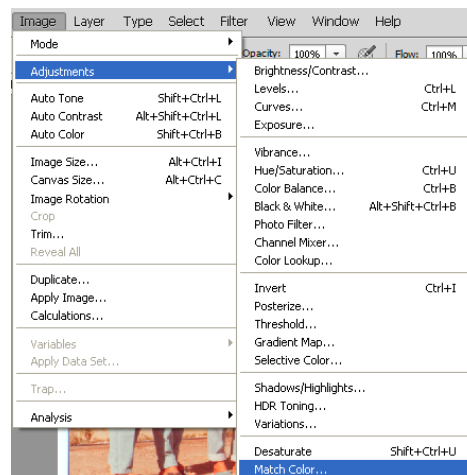 Image Layer Type Select Filter View Window Help
Opacity: 100% Flow: 100%
Mode
Adjustments
Auto Tone Shift+Ctrl+L
Auto Contrast Alt+Shift+Ctrl+L
Auto Color Shift+Ctrl+B
Image Size... Alt+Ctrl+I
Canvas Size... Alt+Ctrl+C
Image Rotation
Crop
Trim...
Reveal All
Duplicate...
Apply Image...
Calculations...
Variables
Apply Data Set...
Trap...
Analysis
Brightness/Contrast...
Levels... Ctrl+L
Curves... Ctrl+M
Exposure...
Vibrance...
Hue/Saturation... Ctrl+U
Color Balance... Ctrl+B
Black & White... Alt+Shift+Ctrl+B
Photo Filter...
Channel Mixer...
Color Lookup...
Invert Ctrl+I
Posterize...
Threshold...
Gradient Map...
Selective Color...
Shadows/Highlights...
HDR Toning...
Variations...
Desaturate Shift+Ctrl+U
Match Color...